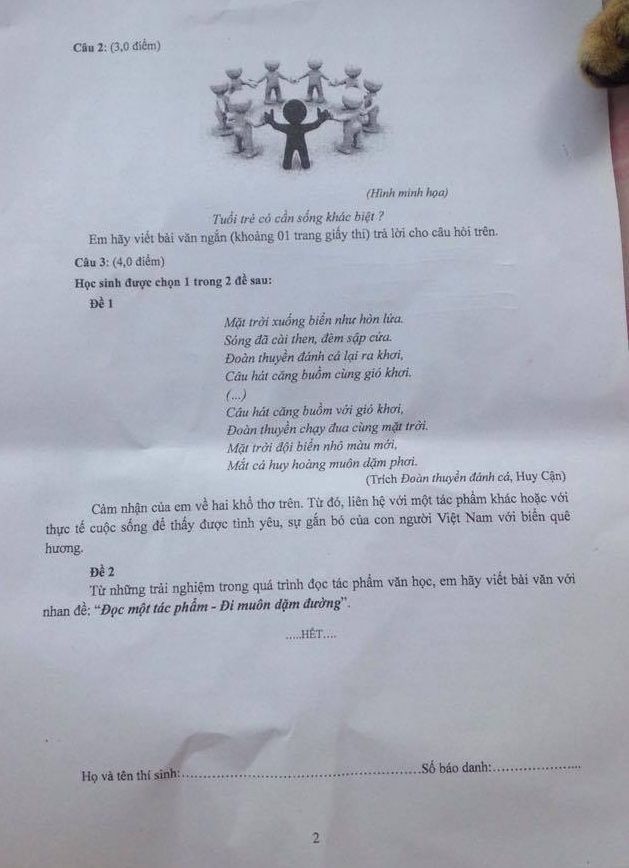 Câu 2: (3,0 điểm)
(Hình minh họa)
Tuổi trẻ có cần sống khác biệt ?
Em hãy viết bài văn ngắn (khoảng 01 trang giấy thi) trả lời cho câu hỏi trên.
Câu 3: (4,0 điểm)
Học sinh được chọn 1 trong 2 đề sau:
Đề 1
Mặt trời xuống biển như hòn lửa.
Sóng đã cài then, đêm sập cửa.
Đoàn thuyền đánh cá lại ra khơi,
Câu hát căng buồm cùng gió khơi.
(...)
Câu hát căng buồm với gió khơi,
Đoàn thuyền chạy đua cùng mặt trời.
Mặt trời đội biển nhô màu mới,
Mắt cá huy hoàng muôn dặm phơi.
(Trích Đoàn thuyền đánh cá, Huy Cận)
Cảm nhận của em về hai khổ thơ trên. Từ đó, liên hệ với một tác phẩm khác hoặc với
thực tế cuộc sống để thấy được tình yêu, sự gắn bó của con người Việt Nam với biển quê
hương.
Đề 2
Từ những trải nghiệm trong quá trình đọc tác phẩm văn học, em hãy viết bài văn với
nhan đề: “Đọc một tác phẩm - Đi muôn dặm đường”.
.....HẾT....
Họ và tên thí sinh:..........................................................Số báo danh:.....................
2